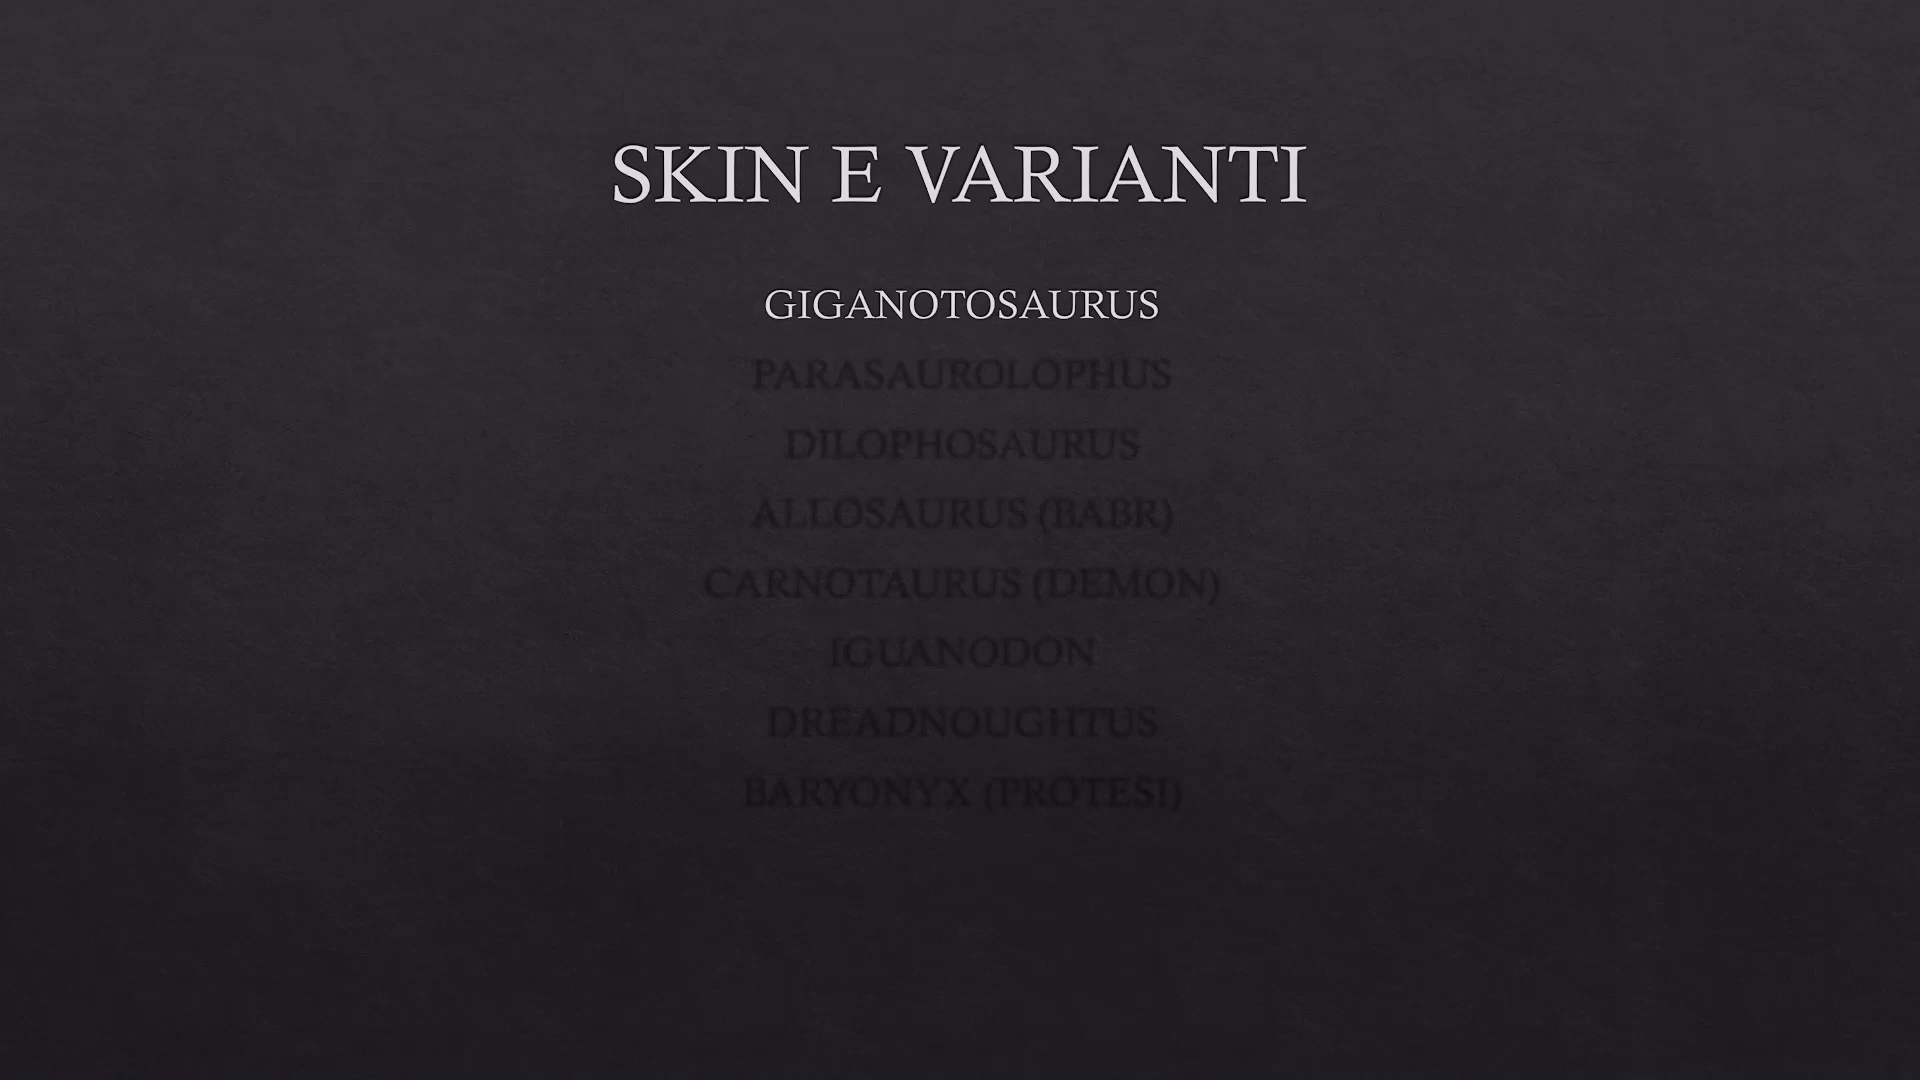 SKIN E VARIANTI
GIGANOTOSAURUS
PARASAUROLOPHUS
DILOPHOSAURUS
ALLOSAURUS (BABR)
CARNOTAURUS (DEMON)
IGUANODON
DREADNOUGHTUS
BARYONYX (PROTESI)